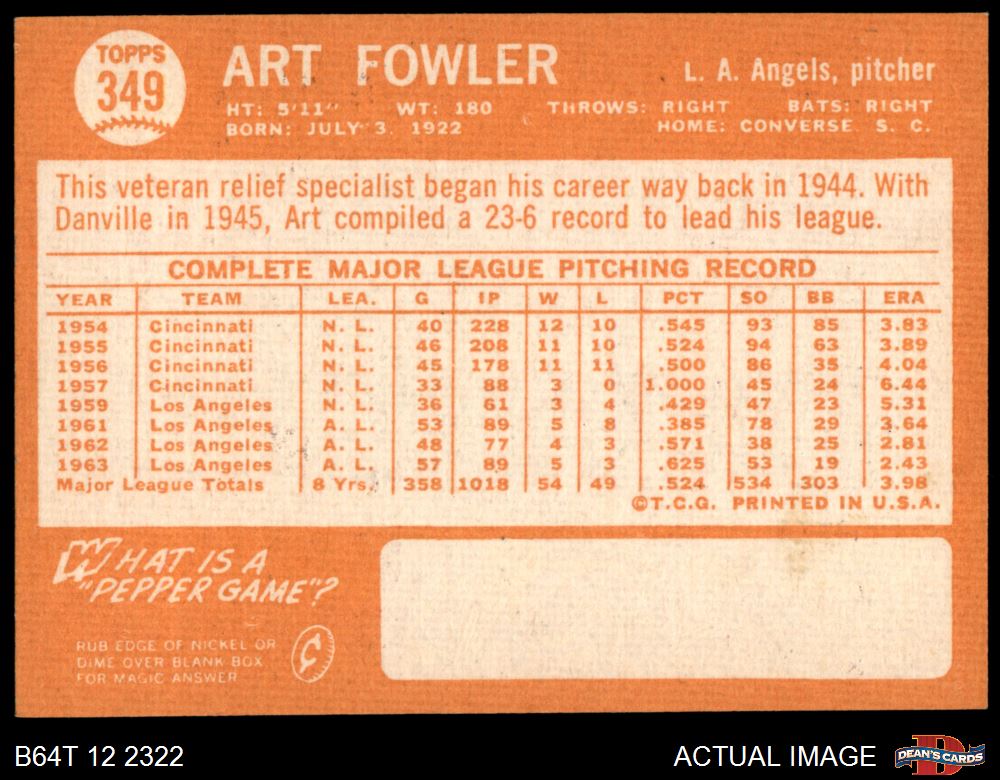 TOPPS
349
ART FOWLER
L. A. Angels, pitcher
HT: 5'11" WT: 180 THROWS: RIGHT BATS: RIGHT
BORN: JULY 3, 1922 HOME: CONVERSE S. C.
This veteran relief specialist began his career way back in 1944. With
Danville in 1945, Art compiled a 23-6 record to lead his league.
COMPLETE MAJOR LEAGUE PITCHING RECORD
YEAR TEAM LEA. G IP W L PCT SO BB ERA
1954 Cincinnati N. L. 40 228 12 10 .545 93 85 3.83
1955 Cincinnati N. L. 46 208 11 10 .524 94 63 3.89
1956 Cincinnati N. L. 45 178 11 11 .500 86 35 4.04
1957 Cincinnati N. L. 33 88 3 0 1.000 45 24 6.44
1959 Los Angeles N. L. 36 61 3 4 .429 47 23 5.31
1961 Los Angeles A. L. 53 89 5 8 .385 78 29 3.64
1962 Los Angeles A. L. 48 77 4 3 .571 38 25 2.81
1963 Los Angeles A. L. 57 89 5 3 .625 53 19 2.43
Major League Totals 8 Yrs. 358 1018 54 49 .524 534 303 3.98
©T.C.G. PRINTED IN U.S.A.
WHAT IS A
"PEPPER GAME"?
RUB EDGE OF NICKEL OR
DIME OVER BLANK BOX
FOR MAGIC ANSWER
¢
B64T 12 2322
ACTUAL IMAGE
DEAN'S CARDS